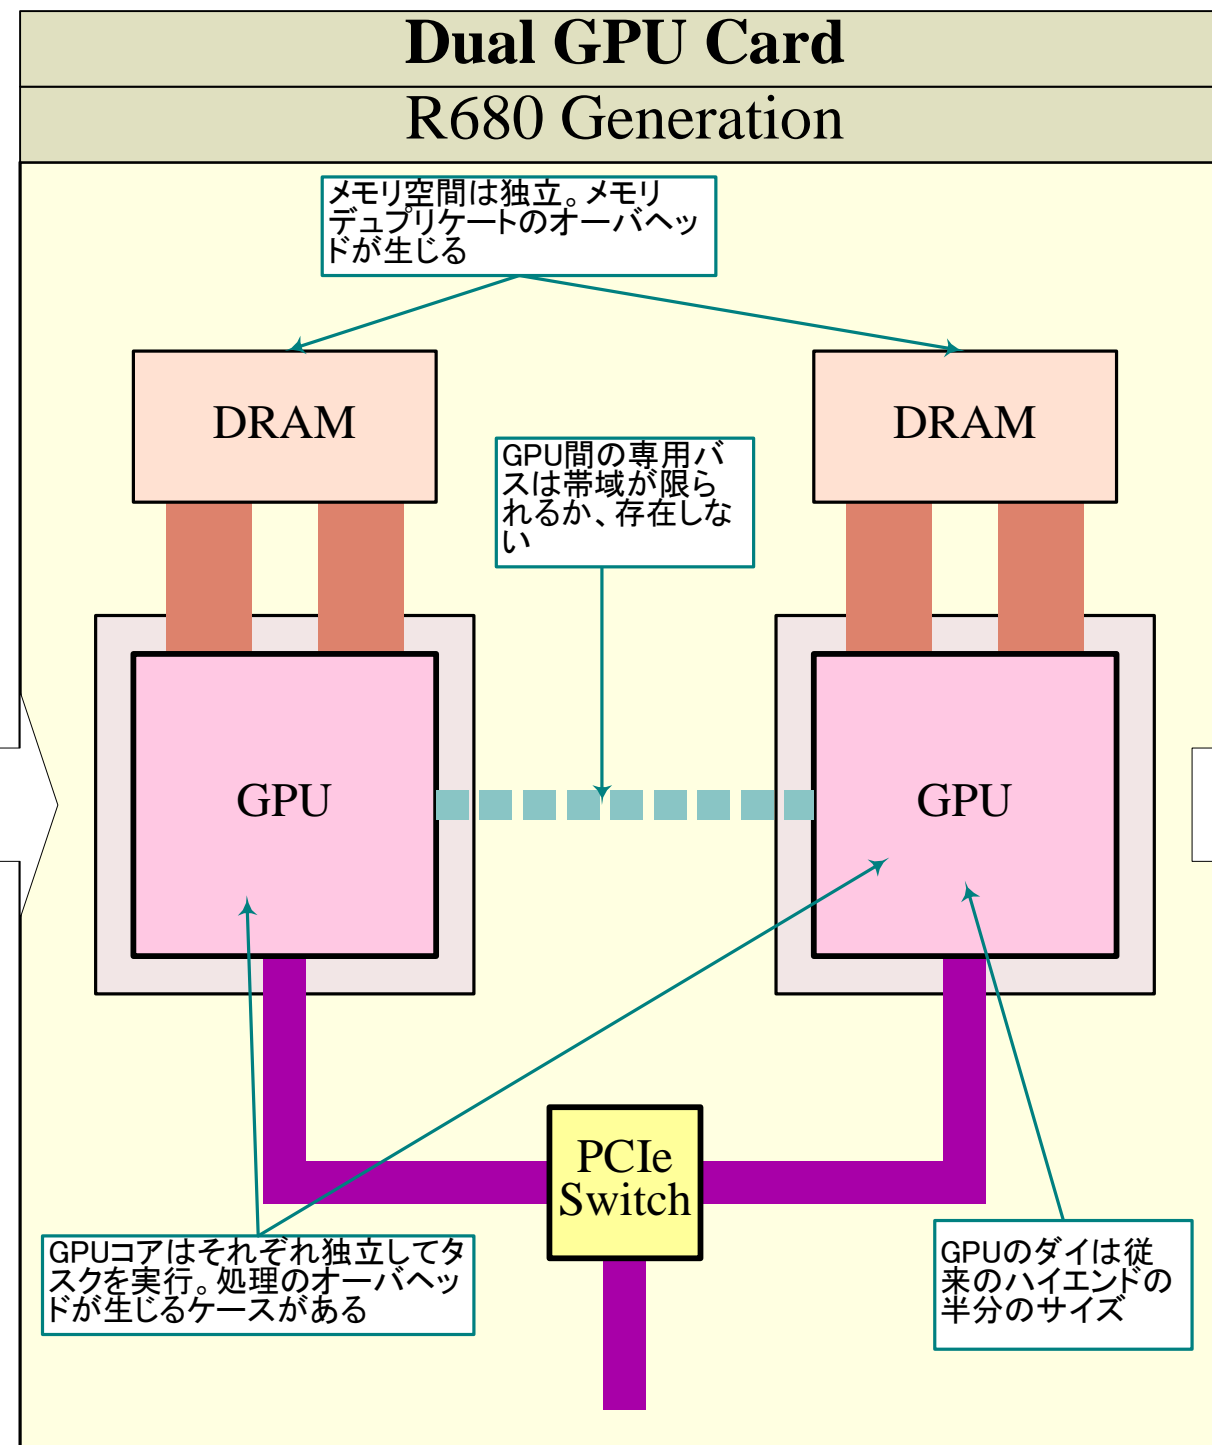 Dual GPU Card
R680 Generation
メモリ空間は独立。メモリ
デュプリケートのオーバヘッ
ドが生じる
DRAM
DRAM
GPU間の専用バ
スは帯域が限ら
れるか、存在しな
い
GPU
GPU
PCIe
Switch
GPUコアはそれぞれ独立してタ
スクを実行。処理のオーバヘッ
ドが生じるケースがある
GPUのダイは従
来のハイエンドの
半分のサイズ